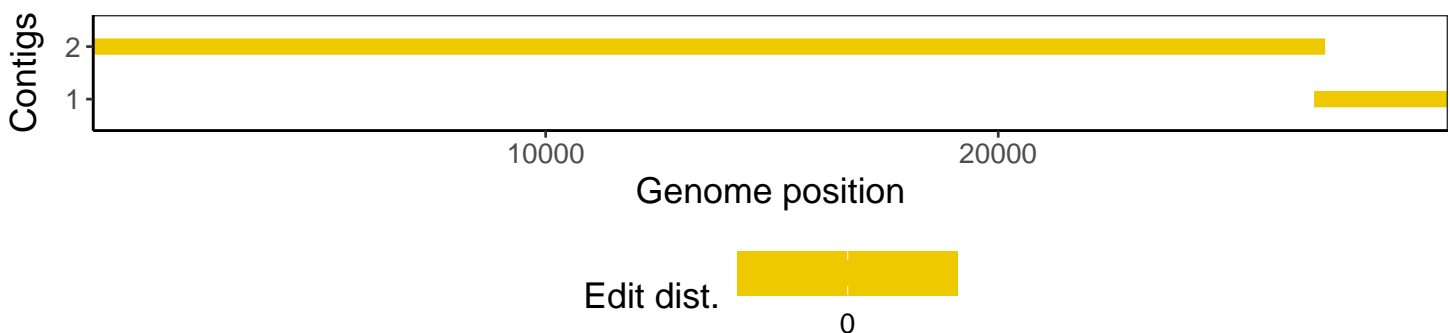 Contigs
2
1
10000 20000
Genome position
Edit dist.
0